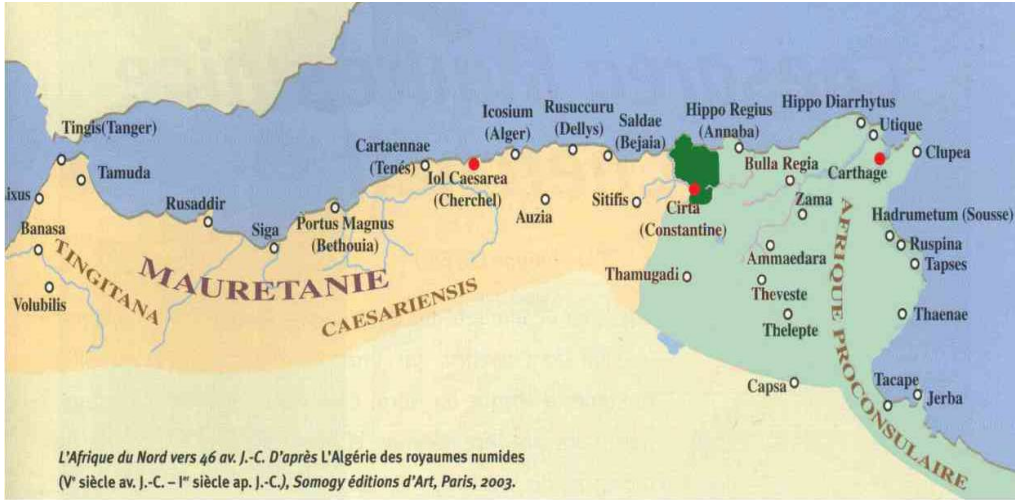 Tingis(Tanger)
Tamuda
Lixus
Banasa
Volubilis
TINGITANA
Rusaddir
Siga
MAURETANIE
CAESARIENSIS
Portus Magnus
(Bethouia)
Cartaennae
(Tenés)
Iol Caesarea
(Cherchel)
Icosium
(Alger)
Rusuccuru
(Dellys)
Saldae
(Bejaia)
Auzia
Sitifis
Hippo Regius
(Annaba)
Cirta
(Constantine)
Thamugadi
Hippo Diarrhytus
Utique
Carthage
Clupea
Bulla Regia
Zama
Ammaedara
Theveste
Thelepte
Capsa
AFRIQUE PROCONSULAIRE
Hadrumetum (Sousse)
Ruspina
Tapses
Thaenae
Tacape
Jerba
L'Afrique du Nord vers 46 av. J.-C. D'après L'Algérie des royaumes numides
(Ve siècle av. J.-C. – Ier siècle ap. J.-C.), Somogy éditions d'Art, Paris, 2003.